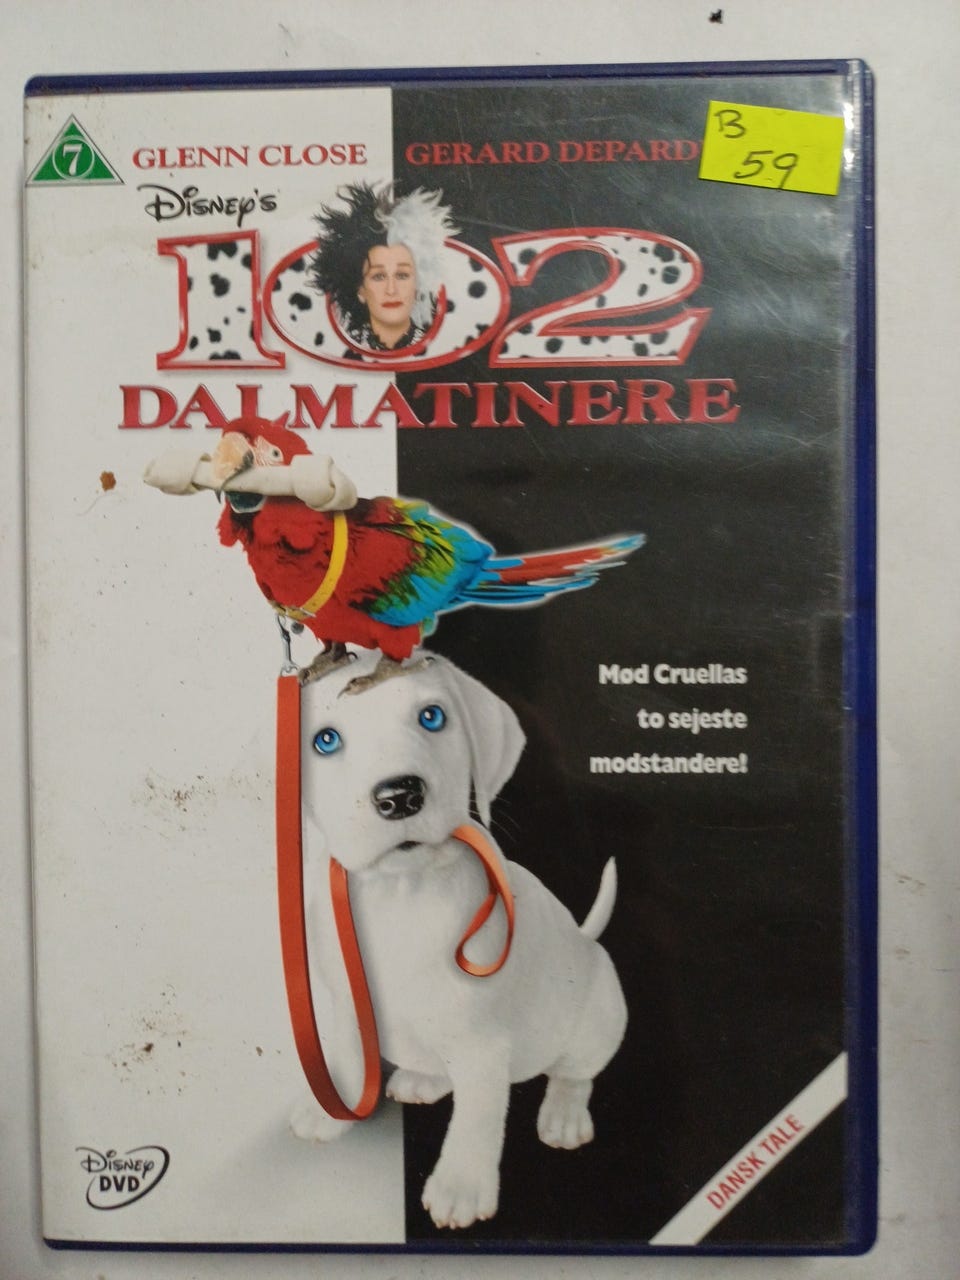 7
GLENN CLOSE GERARD DEPARD
B
59
DISNEY'S
102
DALMATINERE
Mød Cruellas
to sejeste
modstandere!
DANSK TALE
DISNEY
DVD